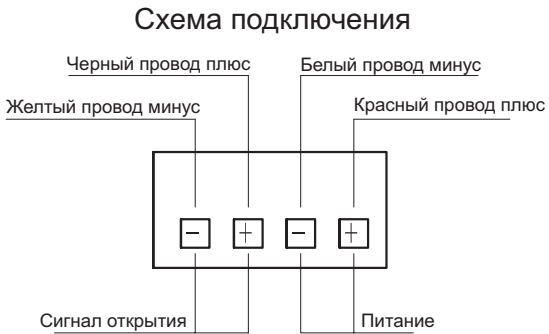 Схема подключения
Черный провод плюс
Белый провод минус
Желтый провод минус
Красный провод плюс
− + − +
Сигнал открытия
Питание